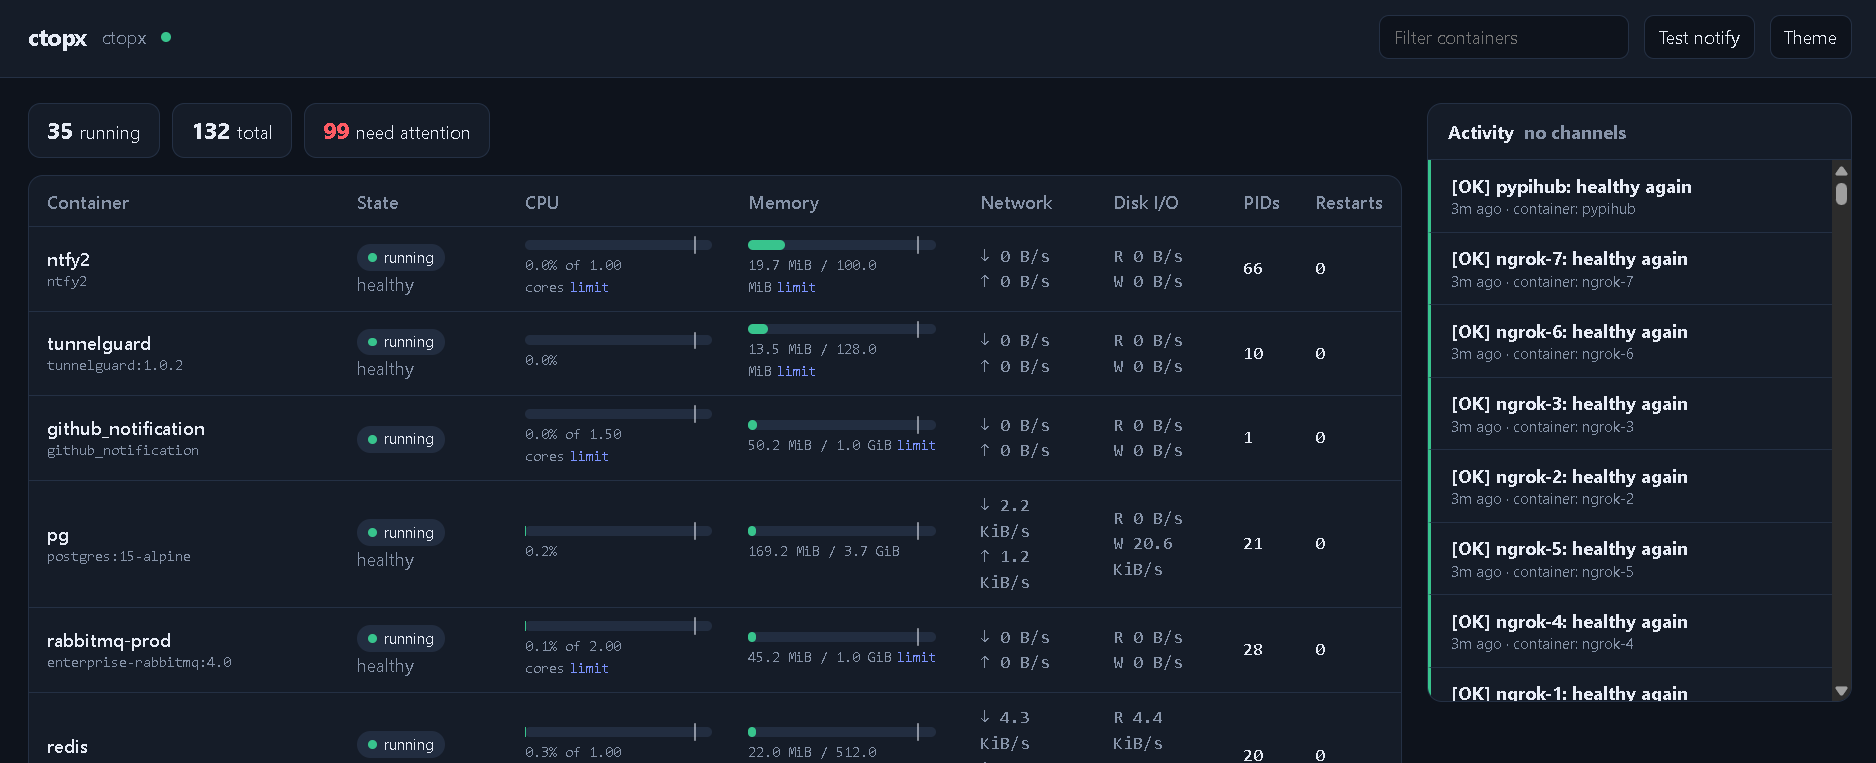 ctopx ctopx
Filter containers
Test notify
Theme
35 running
132 total
99 need attention
Container State CPU Memory Network Disk I/O PIDs Restarts
ntfy2
ntfy2
running
healthy
0.0% of 1.00
cores limit
19.7 MiB / 100.0
MiB limit
↓ 0 B/s
↑ 0 B/s
R 0 B/s
W 0 B/s
66
0
tunnelguard
tunnelguard:1.0.2
running
healthy
0.0%
13.5 MiB / 128.0
MiB limit
↓ 0 B/s
↑ 0 B/s
R 0 B/s
W 0 B/s
10
0
github_notification
github_notification
running
0.0% of 1.50
cores limit
50.2 MiB / 1.0 GiB limit
↓ 0 B/s
↑ 0 B/s
R 0 B/s
W 0 B/s
1
0
pg
postgres:15-alpine
running
healthy
0.2%
169.2 MiB / 3.7 GiB
↓ 2.2
KiB/s
↑ 1.2
KiB/s
R 0 B/s
W 20.6
KiB/s
21
0
rabbitmq-prod
enterprise-rabbitmq:4.0
running
healthy
0.1% of 2.00
cores limit
45.2 MiB / 1.0 GiB limit
↓ 0 B/s
↑ 0 B/s
R 0 B/s
W 0 B/s
28
0
redis
running
0.3% of 1.00
22.0 MiB / 512.0
↓ 4.3
KiB/s
R 4.4
KiB/s
20
0
Activity no channels
[OK] pypihub: healthy again
3m ago · container: pypihub
[OK] ngrok-7: healthy again
3m ago · container: ngrok-7
[OK] ngrok-6: healthy again
3m ago · container: ngrok-6
[OK] ngrok-3: healthy again
3m ago · container: ngrok-3
[OK] ngrok-2: healthy again
3m ago · container: ngrok-2
[OK] ngrok-5: healthy again
3m ago · container: ngrok-5
[OK] ngrok-4: healthy again
3m ago · container: ngrok-4
[OK] ngrok-1: healthy again